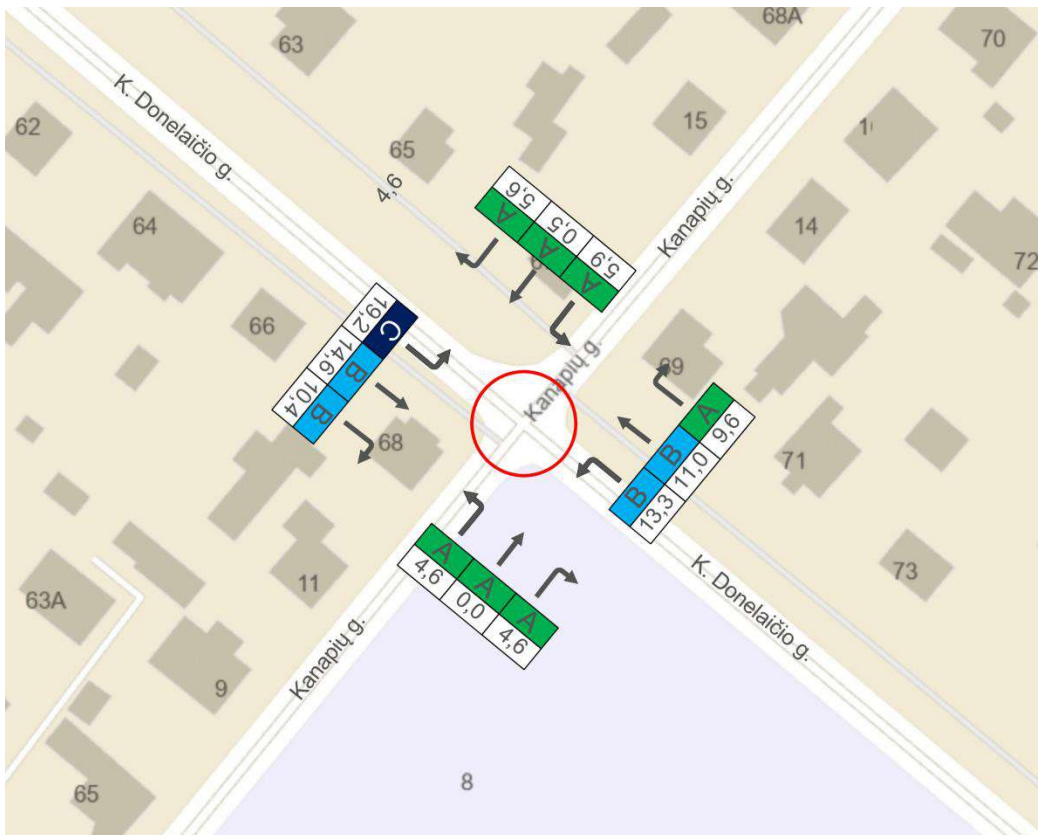 63
68A
70
K. Donelaičio g.
62
65
15
4,6
5,6
0,5
5,9
A
A
A
Kanapių g.
64
14
72
66
19,2
14,6
10,4
C
B
B
Kanapių g.
69
68
A
B
B
9,6
11,0
13,3
71
A
A
A
4,6
0,0
4,6
11
73
63A
Kanapių g.
K. Donelaičio g.
9
65
8